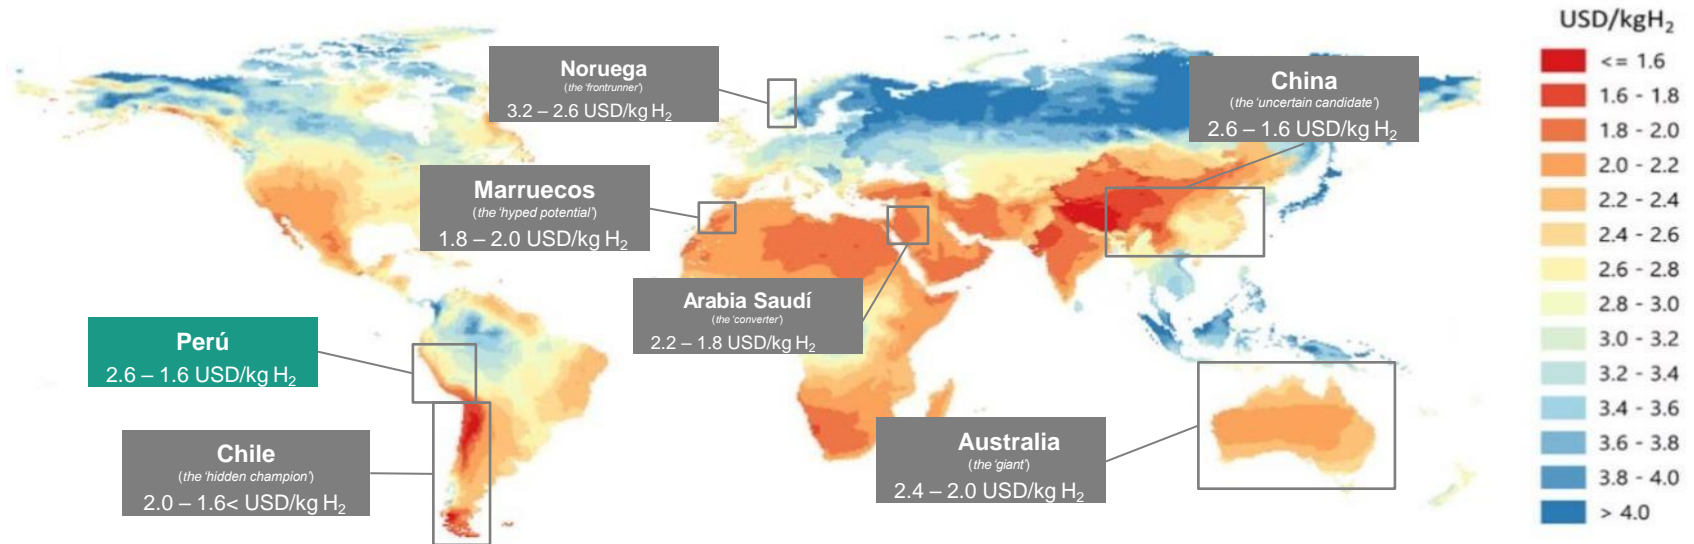 USD/kgH₂
<= 1.6
1.6 - 1.8
1.8 - 2.0
2.0 - 2.2
2.2 - 2.4
2.4 - 2.6
2.6 - 2.8
2.8 - 3.0
3.0 - 3.2
3.2 - 3.4
3.4 - 3.6
3.6 - 3.8
3.8 - 4.0
> 4.0
Noruega
(the 'frontrunner')
3.2 – 2.6 USD/kg H₂
China
(the 'uncertain candidate')
2.6 – 1.6 USD/kg H₂
Marruecos
(the 'hyped potential')
1.8 – 2.0 USD/kg H₂
Arabia Saudí
(the 'converter')
2.2 – 1.8 USD/kg H₂
Perú
2.6 – 1.6 USD/kg H₂
Chile
(the 'hidden champion')
2.0 – 1.6< USD/kg H₂
Australia
(the 'giant')
2.4 – 2.0 USD/kg H₂